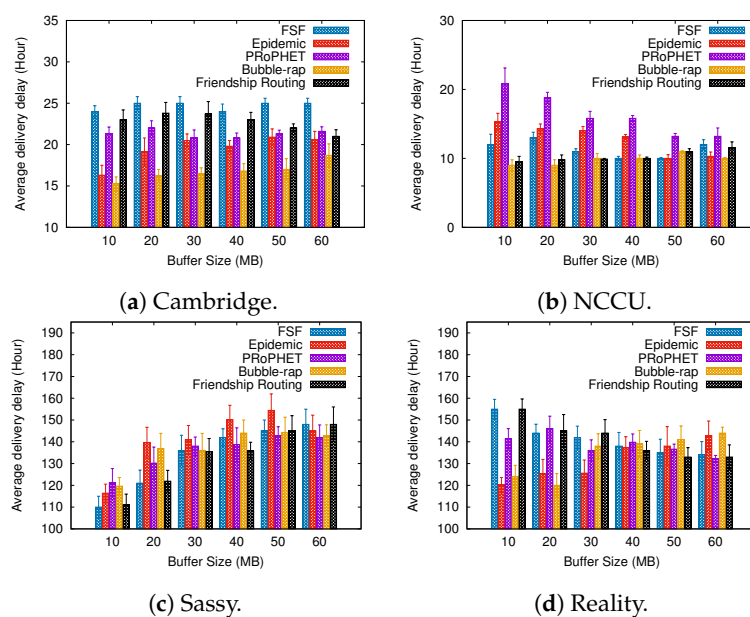 35
30
25
20
15
10
Average delivery delay (Hour)
FSF
Epidemic
PRoPHET
Bubble-rap
Friendship Routing
10 20 30 40 50 60
Buffer Size (MB)
(a) Cambridge.
30
20
10
0
Average delivery delay (Hour)
FSF
Epidemic
PRoPHET
Bubble-rap
Friendship Routing
10 20 30 40 50 60
Buffer Size (MB)
(b) NCCU.
190
180
170
160
150
140
130
120
110
100
Average delivery delay (Hour)
FSF
Epidemic
PRoPHET
Bubble-rap
Friendship Routing
10 20 30 40 50 60
Buffer Size (MB)
(c) Sassy.
190
180
170
160
150
140
130
120
110
100
Average delivery delay (Hour)
FSF
Epidemic
PRoPHET
Bubble-rap
Friendship Routing
10 20 30 40 50 60
Buffer Size (MB)
(d) Reality.